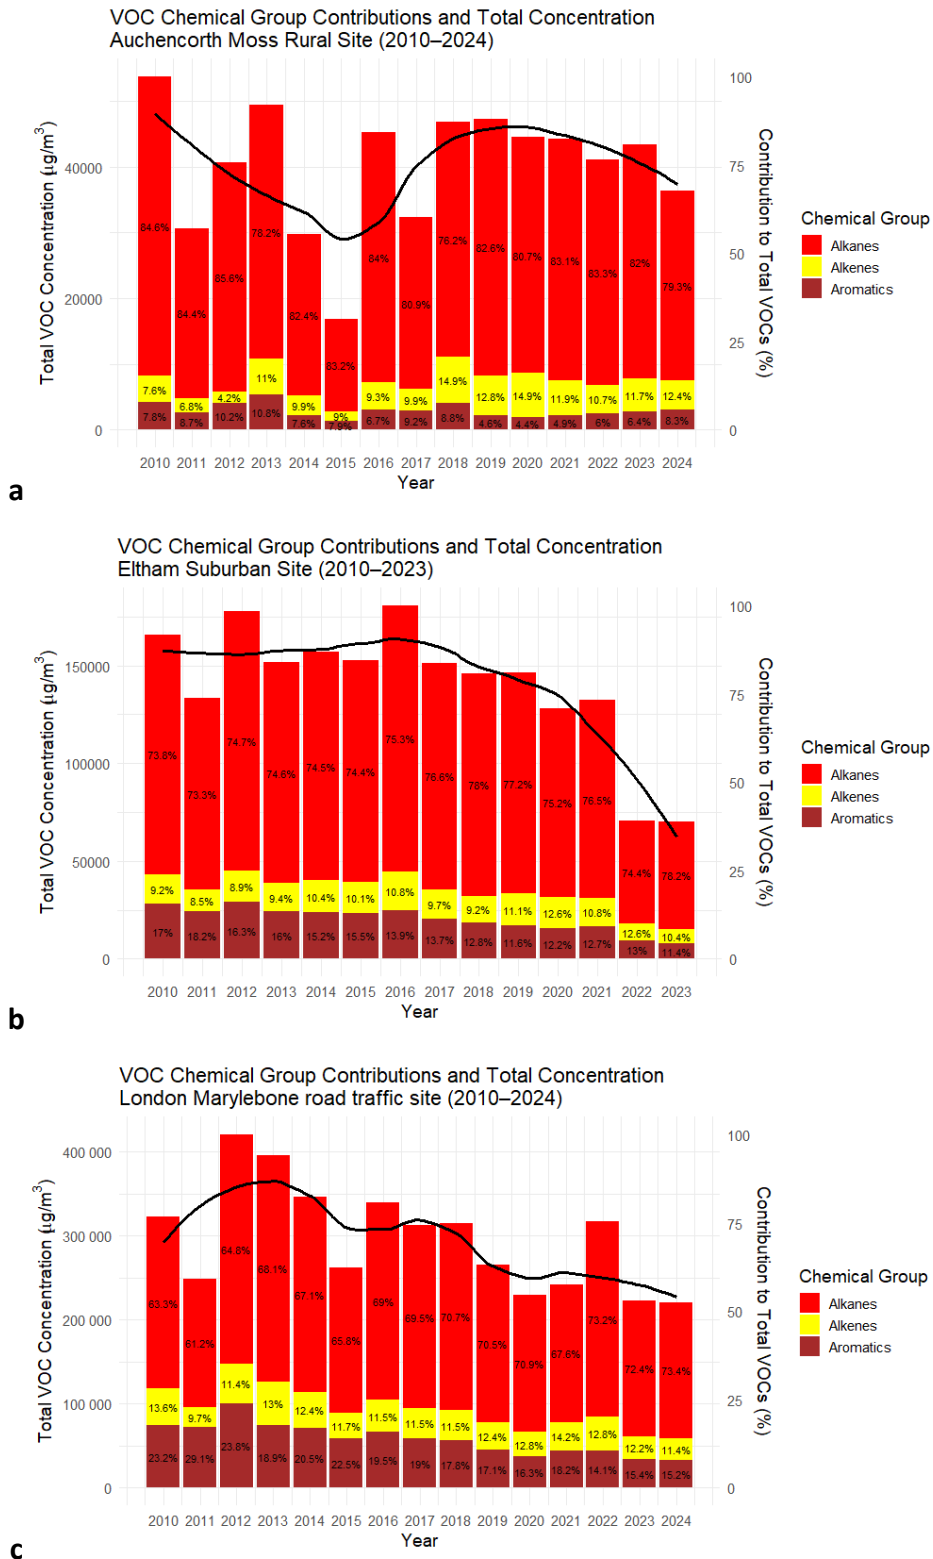 VOC Chemical Group Contributions and Total Concentration
Auchencorth Moss Rural Site (2010–2024)
Total VOC Concentration (µg/m³)
40000
20000
0
100
75
50
25
0
Contribution to Total VOCs (%)
84.6% 84.4% 85.6% 78.2% 82.4% 83.2% 84% 80.9% 76.2% 82.6% 80.7% 83.1% 83.3% 82% 79.3%
7.6% 6.8% 4.2% 11% 9.9% 9% 9.3% 9.9% 14.9% 12.8% 14.9% 11.9% 10.7% 11.7% 12.4%
7.8% 8.7% 10.2% 10.8% 7.6% 7.9% 6.7% 9.2% 8.8% 4.6% 4.4% 4.9% 6% 6.4% 8.3%
2010 2011 2012 2013 2014 2015 2016 2017 2018 2019 2020 2021 2022 2023 2024
Year
Chemical Group
Alkanes
Alkenes
Aromatics
a
VOC Chemical Group Contributions and Total Concentration
Eltham Suburban Site (2010–2023)
Total VOC Concentration (µg/m³)
150000
100000
50000
0
100
75
50
25
0
Contribution to Total VOCs (%)
73.8% 73.3% 74.7% 74.6% 74.5% 74.4% 75.3% 76.6% 78% 77.2% 75.2% 76.5% 74.4% 78.2%
9.2% 8.5% 8.9% 9.4% 10.4% 10.1% 10.8% 9.7% 9.2% 11.1% 12.6% 10.8% 12.6% 10.4%
17% 18.2% 16.3% 16% 15.2% 15.5% 13.9% 13.7% 12.8% 11.6% 12.2% 12.7% 13% 11.4%
2010 2011 2012 2013 2014 2015 2016 2017 2018 2019 2020 2021 2022 2023
Year
Chemical Group
Alkanes
Alkenes
Aromatics
b
VOC Chemical Group Contributions and Total Concentration
London Marylebone road traffic site (2010–2024)
Total VOC Concentration (µg/m³)
400 000
300 000
200 000
100 000
0
100
75
50
25
0
Contribution to Total VOCs (%)
63.3% 61.2% 64.8% 68.1% 67.1% 65.8% 69% 69.5% 70.7% 70.5% 70.9% 67.6% 73.2% 72.4% 73.4%
13.6% 9.7% 11.4% 13% 12.4% 11.7% 11.5% 11.5% 11.5% 12.4% 12.8% 14.2% 12.8% 12.2% 11.4%
23.2% 29.1% 23.8% 18.9% 20.5% 22.5% 19.5% 19% 17.8% 17.1% 16.3% 18.2% 14.1% 15.4% 15.2%
2010 2011 2012 2013 2014 2015 2016 2017 2018 2019 2020 2021 2022 2023 2024
Year
Chemical Group
Alkanes
Alkenes
Aromatics
c